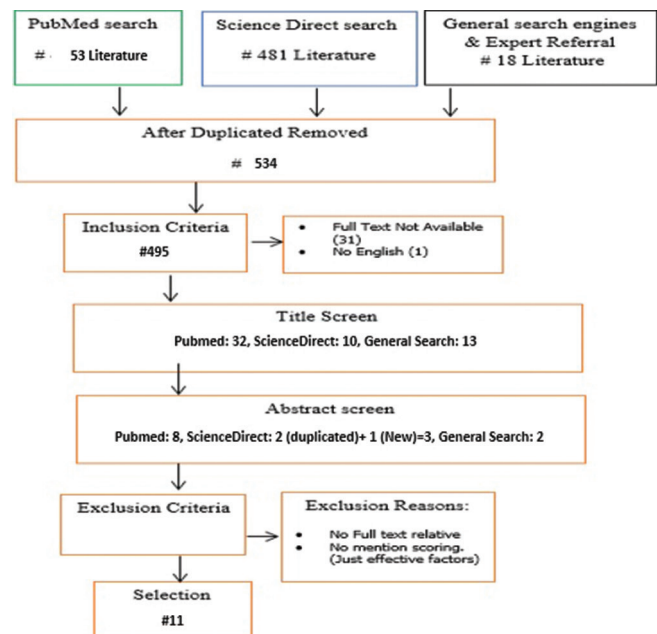 PubMed search
# 53 Literature
Science Direct search
# 481 Literature
General search engines
& Expert Referral
# 18 Literature
After Duplicated Removed
# 534
Inclusion Criteria
#495
• Full Text Not Available
(31)
• No English (1)
Title Screen
Pubmed: 32, ScienceDirect: 10, General Search: 13
Abstract screen
Pubmed: 8, ScienceDirect: 2 (duplicated)+ 1 (New)=3, General Search: 2
Exclusion Criteria
Exclusion Reasons:
• No Full text relative
• No mention scoring.
(Just effective factors)
Selection
#11